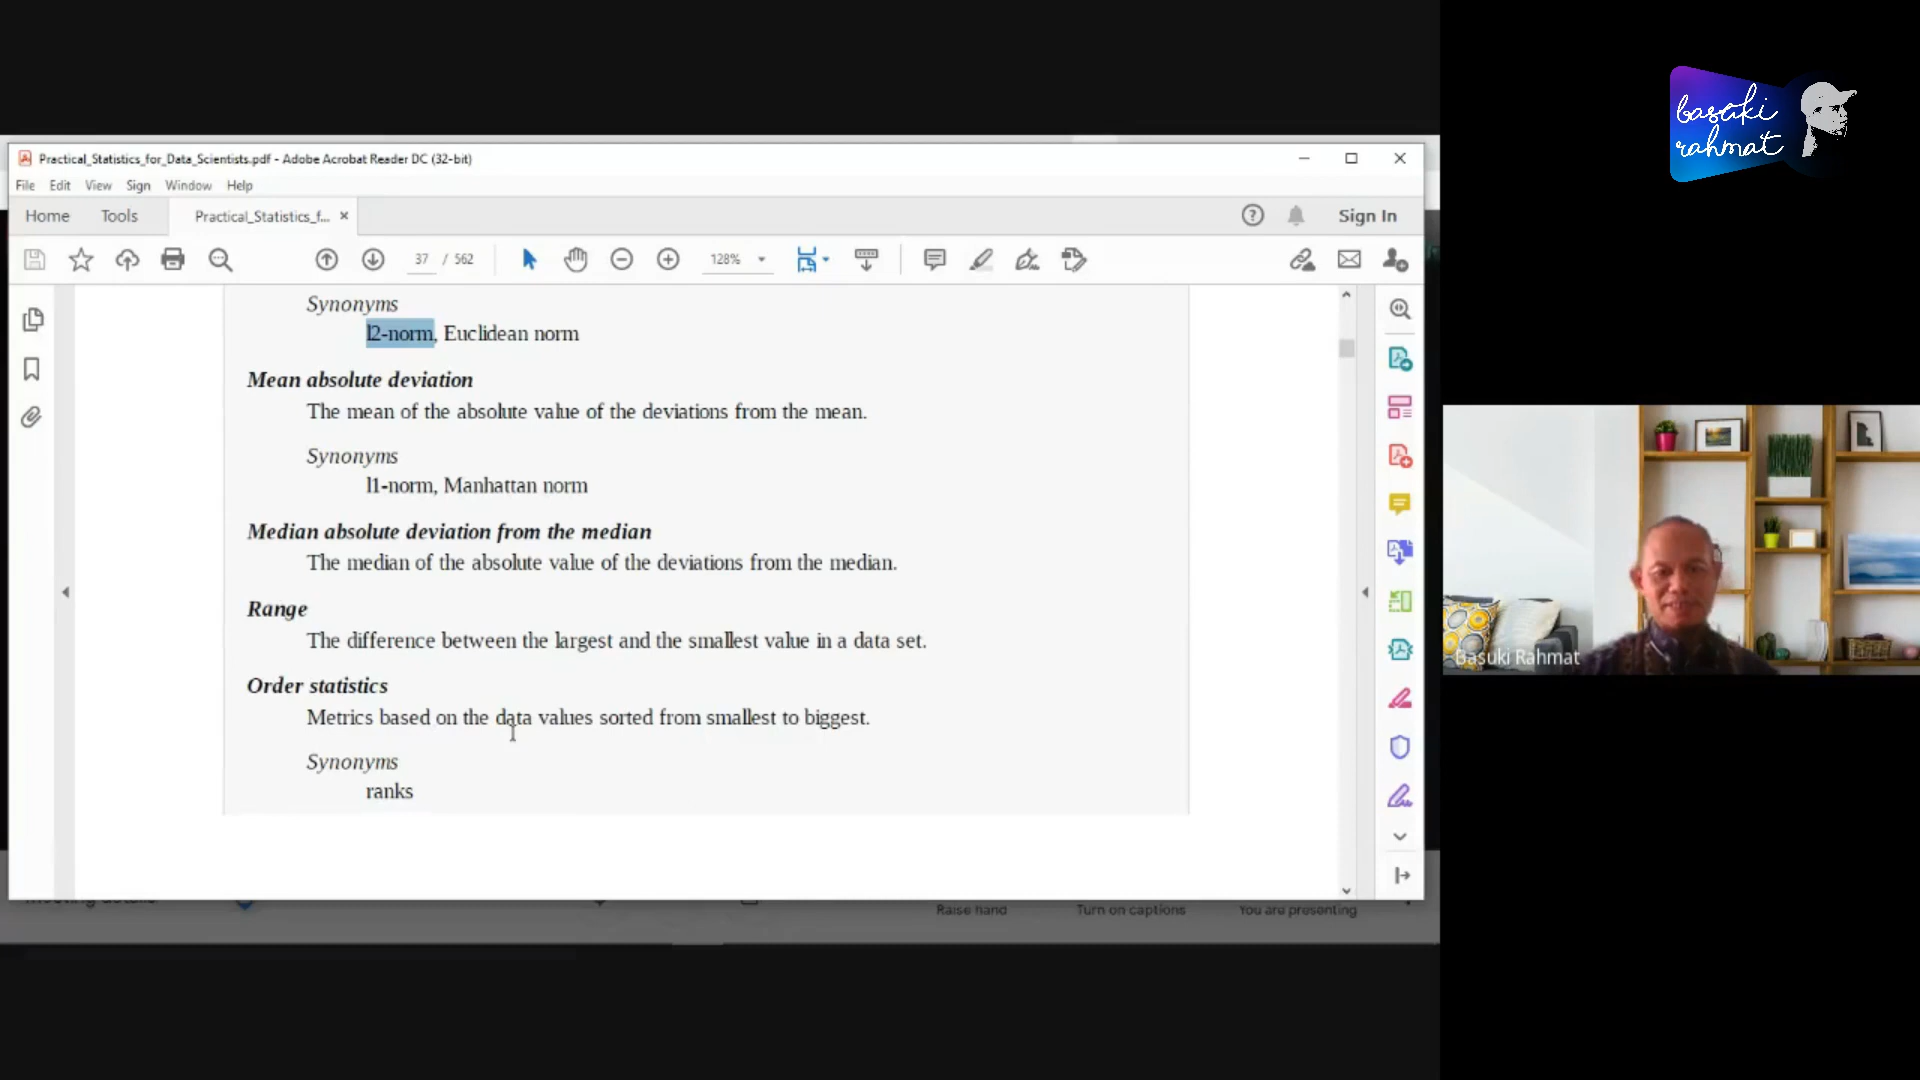 basuki
rahmat
Practical_Statistics_for_Data_Scientists.pdf - Adobe Acrobat Reader DC (32-bit)
File Edit View Sign Window Help
Home Tools Practical_Statistics_f... Sign In
37 / 562 128%
Synonyms
l2-norm, Euclidean norm
Mean absolute deviation
The mean of the absolute value of the deviations from the mean.
Synonyms
l1-norm, Manhattan norm
Median absolute deviation from the median
The median of the absolute value of the deviations from the median.
Range
The difference between the largest and the smallest value in a data set.
Order statistics
Metrics based on the data values sorted from smallest to biggest.
Synonyms
ranks
Basuki Rahmat
Raise hand Turn on captions You are presenting